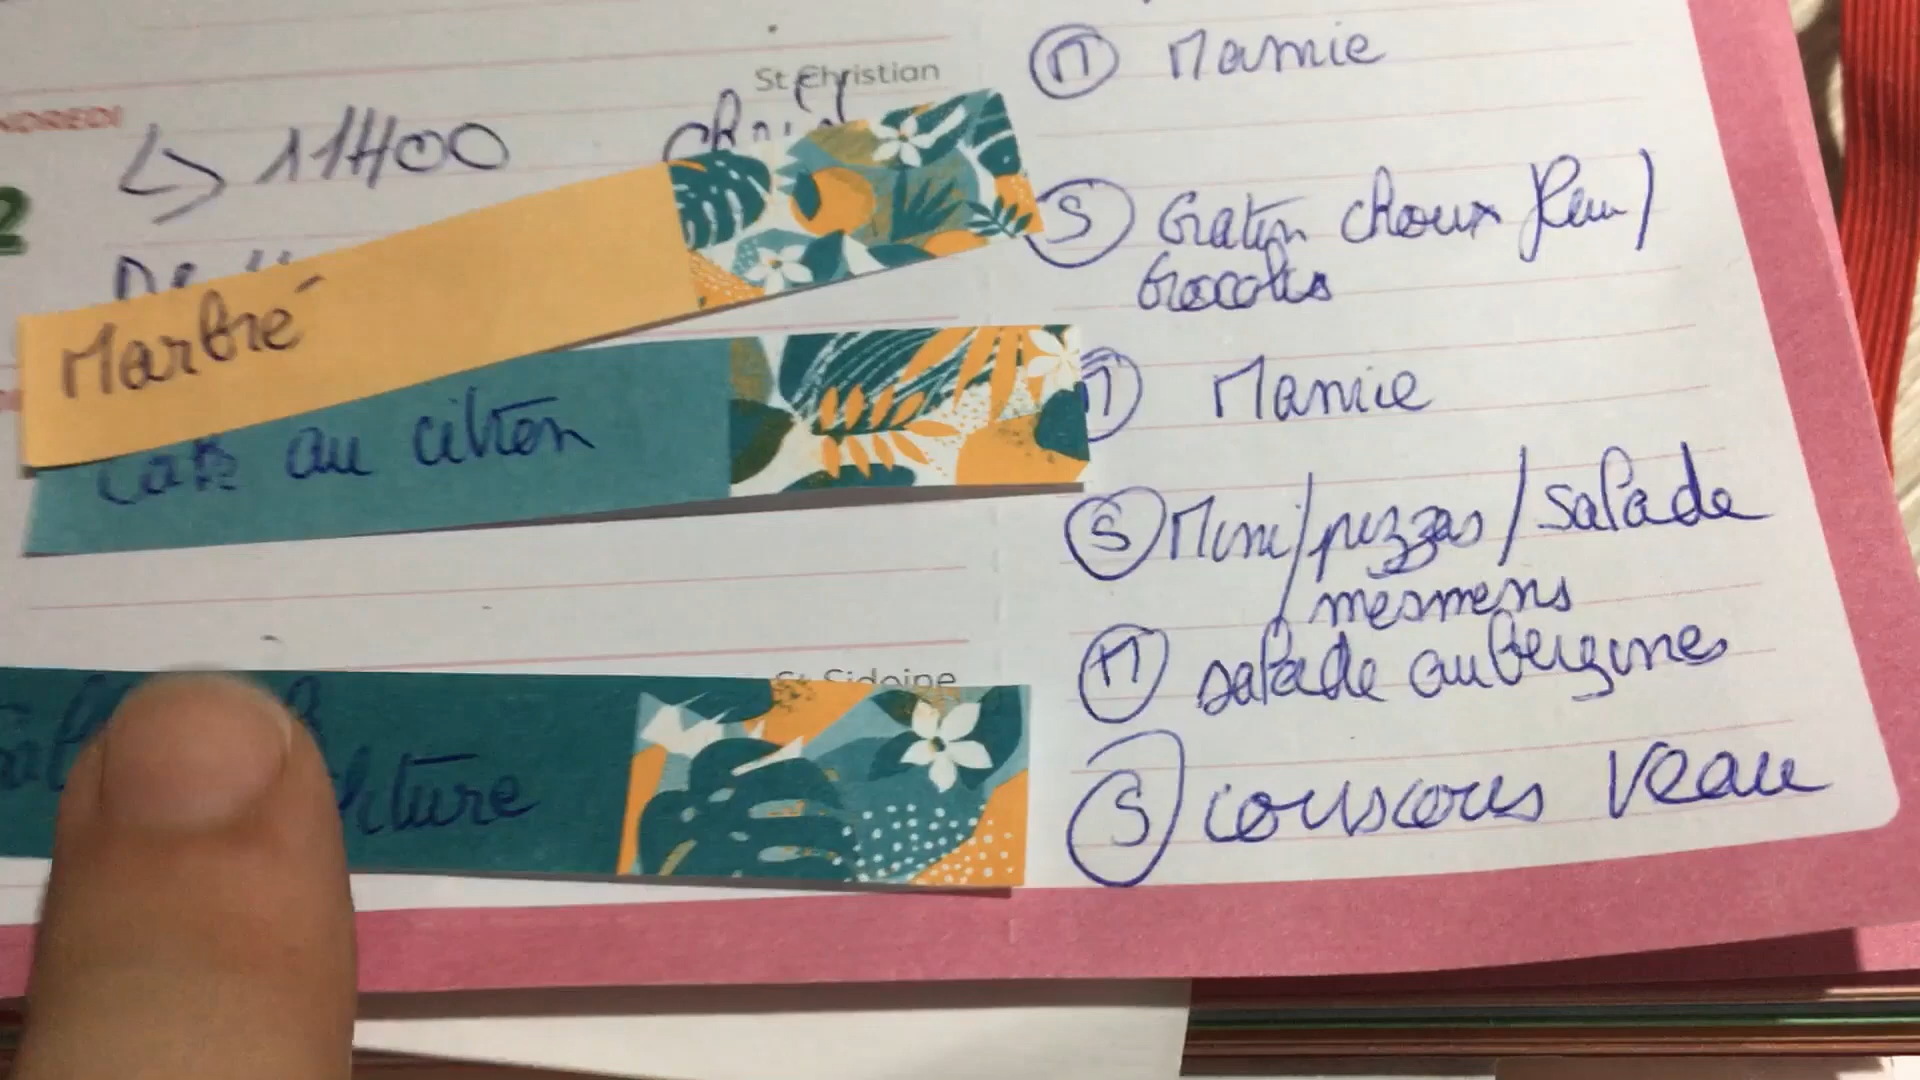 St Christian
11H00
Marbré
au citron
St Sidoine
M Mamie
S Gratin choux fleur/
brocolis
M Mamie
S Mini/pizzas/salade
mesmens
M salade aubergines
S couscous veau